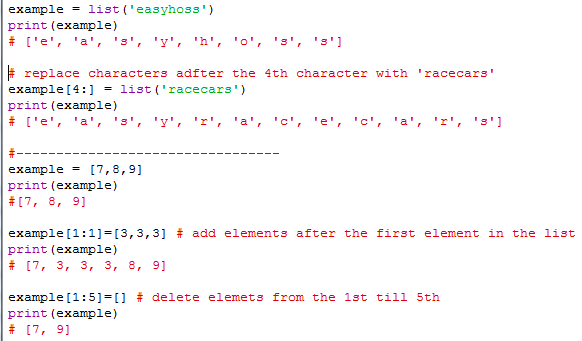 example = list('easyhoss')
print(example)
# ['e', 'a', 's', 'y', 'h', 'o', 's', 's']
# replace characters adfter the 4th character with 'racecars'
example[4:] = list('racecars')
print(example)
# ['e', 'a', 's', 'y', 'r', 'a', 'c', 'e', 'c', 'a', 'r', 's']
#---------------------------------
example = [7,8,9]
print(example)
#[7, 8, 9]
example[1:1]=[3,3,3] # add elements after the first element in the list
print(example)
# [7, 3, 3, 3, 8, 9]
example[1:5]=[] # delete elemets from the 1st till 5th
print(example)
# [7, 9]